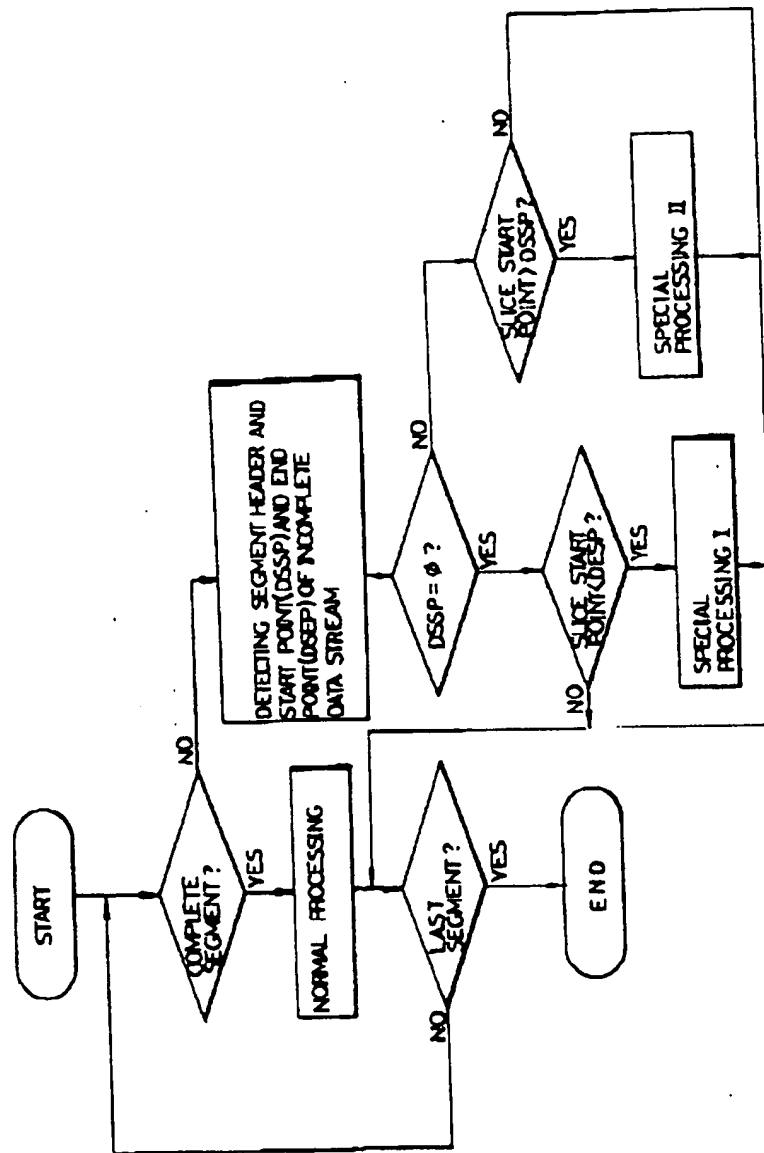 START
COMPLETE
SEGMENT?
NO
YES
NORMAL PROCESSING
LAST
SEGMENT?
NO
YES
END
DETECTING SEGMENT HEADER AND
START POINT(DSSP) AND END
POINT(DSEP) OF INCOMPLETE
DATA STREAM
DSSP = ø ?
NO
YES
SLICE START
POINT<DESP?
NO
YES
SPECIAL
PROCESSING I
SLICE START
POINT>DSSP?
NO
YES
SPECIAL
PROCESSING II